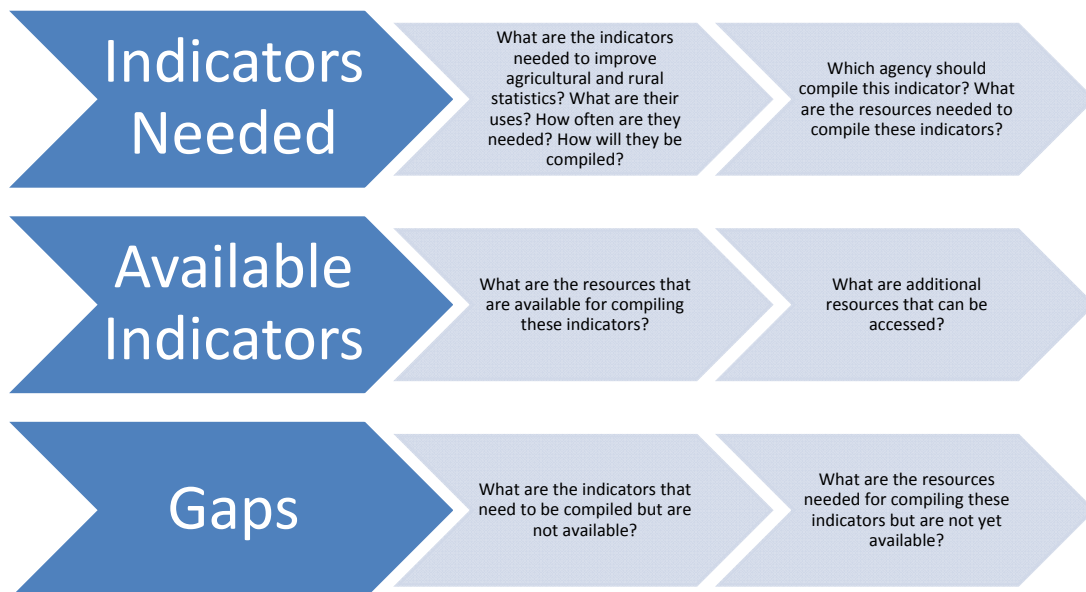 Indicators
Needed
What are the indicators
needed to improve
agricultural and rural
statistics? What are their
uses? How often are they
needed? How will they be
compiled?
Which agency should
compile this indicator? What
are the resources needed to
compile these indicators?
Available
Indicators
What are the resources that
are available for compiling
these indicators?
What are additional
resources that can be
accessed?
Gaps
What are the indicators that
need to be compiled but are
not available?
What are the resources
needed for compiling these
indicators but are not yet
available?